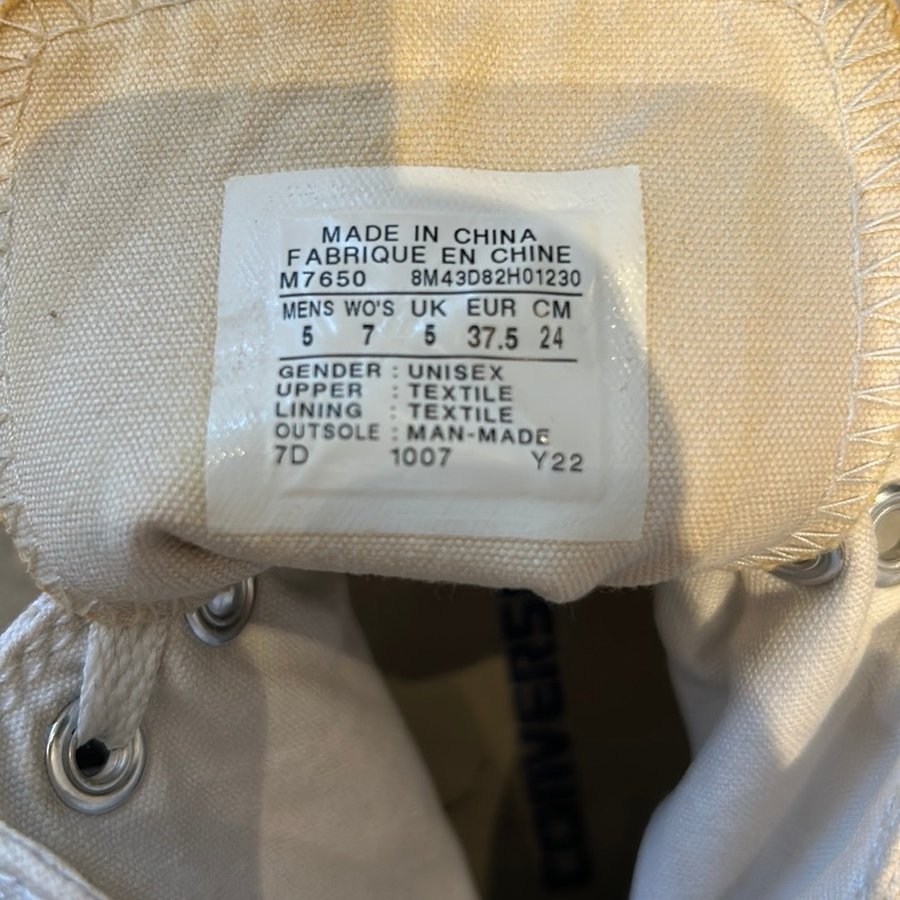 MADE IN CHINA
FABRIQUE EN CHINE
M7650 8M43D82H01230
MENS WO'S UK EUR CM
5 7 5 37.5 24
GENDER : UNISEX
UPPER : TEXTILE
LINING : TEXTILE
OUTSOLE : MAN-MADE
7D 1007 Y22
CONVERSE